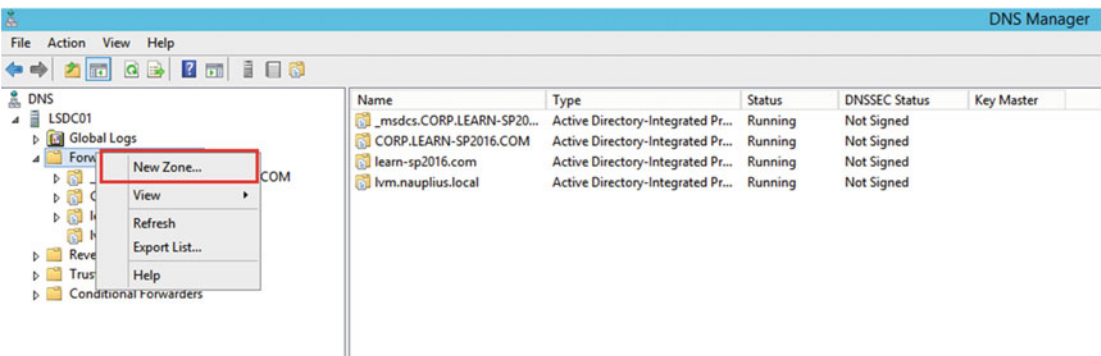 DNS Manager
File Action View Help
DNS
LSDC01
Global Logs
Forw
COM
Reve
Trus
Conditional Forwarders
New Zone...
View
Refresh
Export List...
Help
Name Type Status DNSSEC Status Key Master
_msdcs.CORP.LEARN-SP20... Active Directory-Integrated Pr... Running Not Signed
CORP.LEARN-SP2016.COM Active Directory-Integrated Pr... Running Not Signed
learn-sp2016.com Active Directory-Integrated Pr... Running Not Signed
lvm.nauplius.local Active Directory-Integrated Pr... Running Not Signed